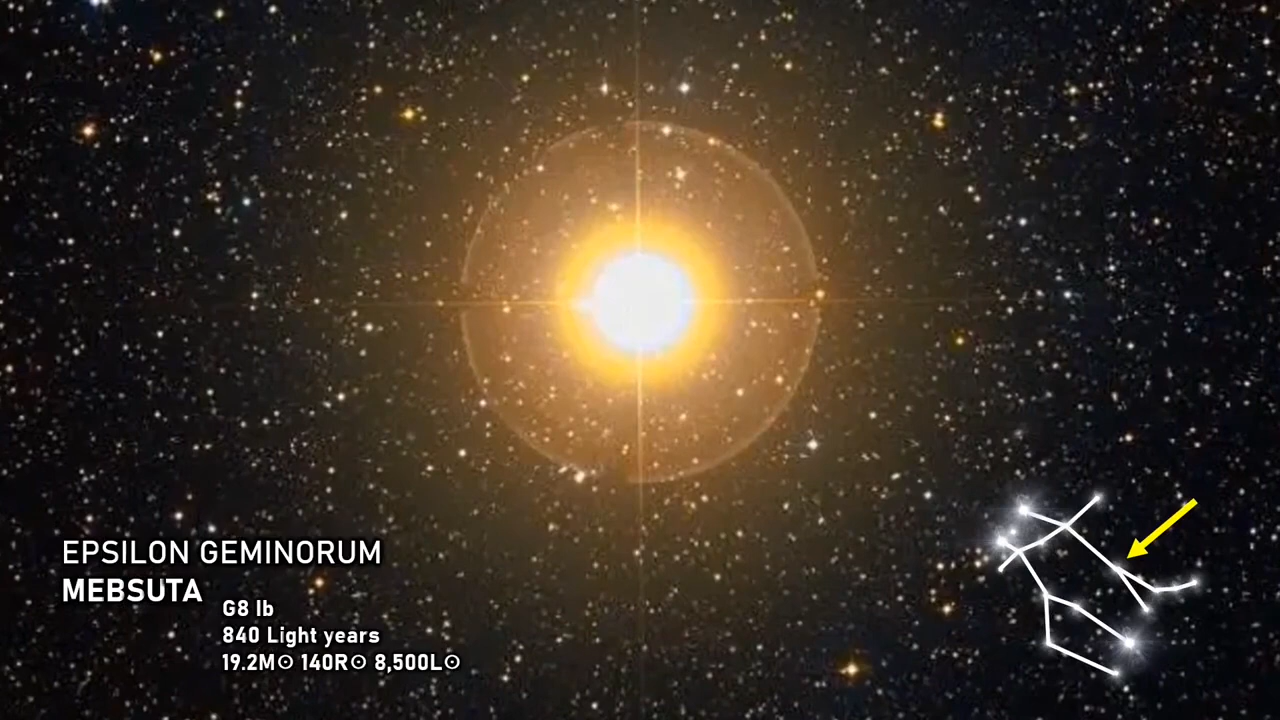 EPSILON GEMINORUM
MEBSUTA
G8 Ib
840 Light years
19.2M☉ 140R☉ 8,500L☉